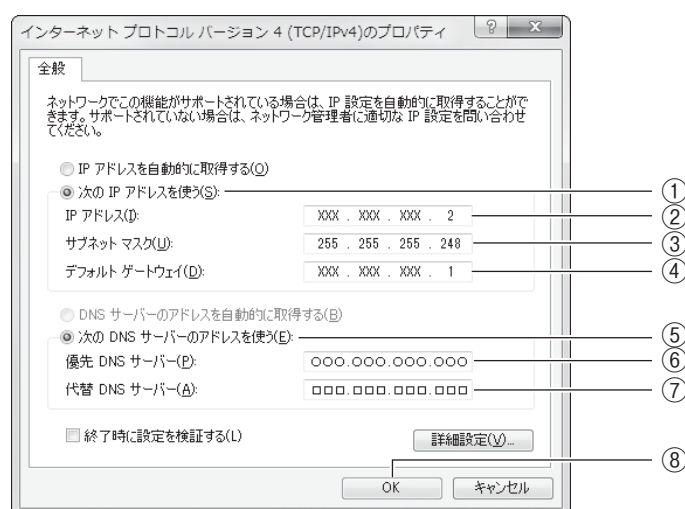 インターネット プロトコル バージョン 4 (TCP/IPv4)のプロパティ
? x
全般
ネットワークでこの機能がサポートされている場合は、IP 設定を自動的に取得することがで
きます。サポートされていない場合は、ネットワーク管理者に適切な IP 設定を問い合わせ
てください。
IP アドレスを自動的に取得する(O)
次の IP アドレスを使う(S): ①
IP アドレス(I): XXX . XXX . XXX . 2 ②
サブネット マスク(U): 255 . 255 . 255 . 248 ③
デフォルト ゲートウェイ(D): XXX . XXX . XXX . 1 ④
DNS サーバーのアドレスを自動的に取得する(B)
次の DNS サーバーのアドレスを使う(E): ⑤
優先 DNS サーバー(P): ○○○.○○○.○○○.○○○ ⑥
代替 DNS サーバー(A): □□□.□□□.□□□.□□□ ⑦
終了時に設定を検証する(L)
詳細設定(V)...
⑧
OK キャンセル